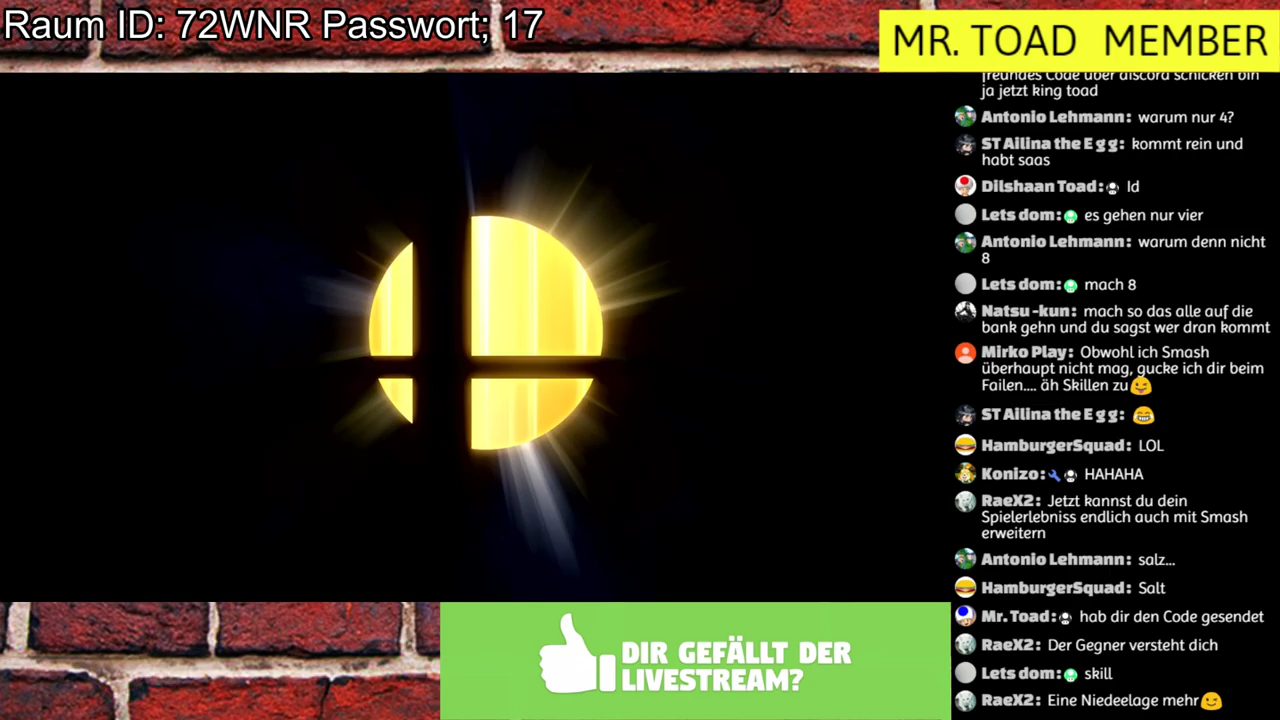 Raum ID: 72WNR Passwort; 17
MR. TOAD MEMBER
freundes Code über discord schicken bin
ja jetzt king toad
Antonio Lehmann: warum nur 4?
ST Ailina the E g g: kommt rein und
habt saas
Dilshaan Toad: Id
Lets dom: es gehen nur vier
Antonio Lehmann: warum denn nicht
8
Lets dom: mach 8
Natsu-kun: mach so das alle auf die
bank gehn und du sagst wer dran kommt
Mirko Play: Obwohl ich Smash
überhaupt nicht mag, gucke ich dir beim
Failen.... äh Skillen zu
ST Ailina the E g g:
HamburgerSquad: LOL
Konizo: HAHAHA
RaeX2: Jetzt kannst du dein
Spielerlebniss endlich auch mit Smash
erweitern
Antonio Lehmann: salz...
HamburgerSquad: Salt
Mr. Toad: hab dir den Code gesendet
RaeX2: Der Gegner versteht dich
Lets dom: skill
RaeX2: Eine Niedeelage mehr
DIR GEFÄLLT DER
LIVESTREAM?